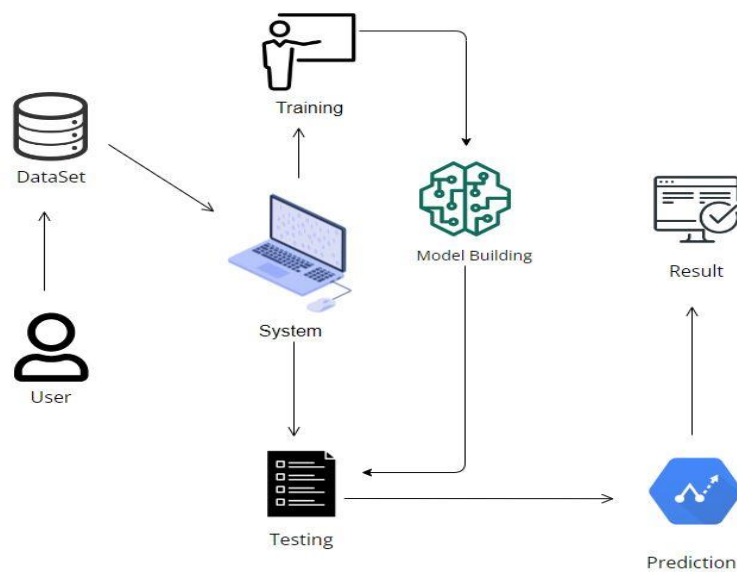 Training
DataSet
Model Building
Result
System
User
Testing
Prediction